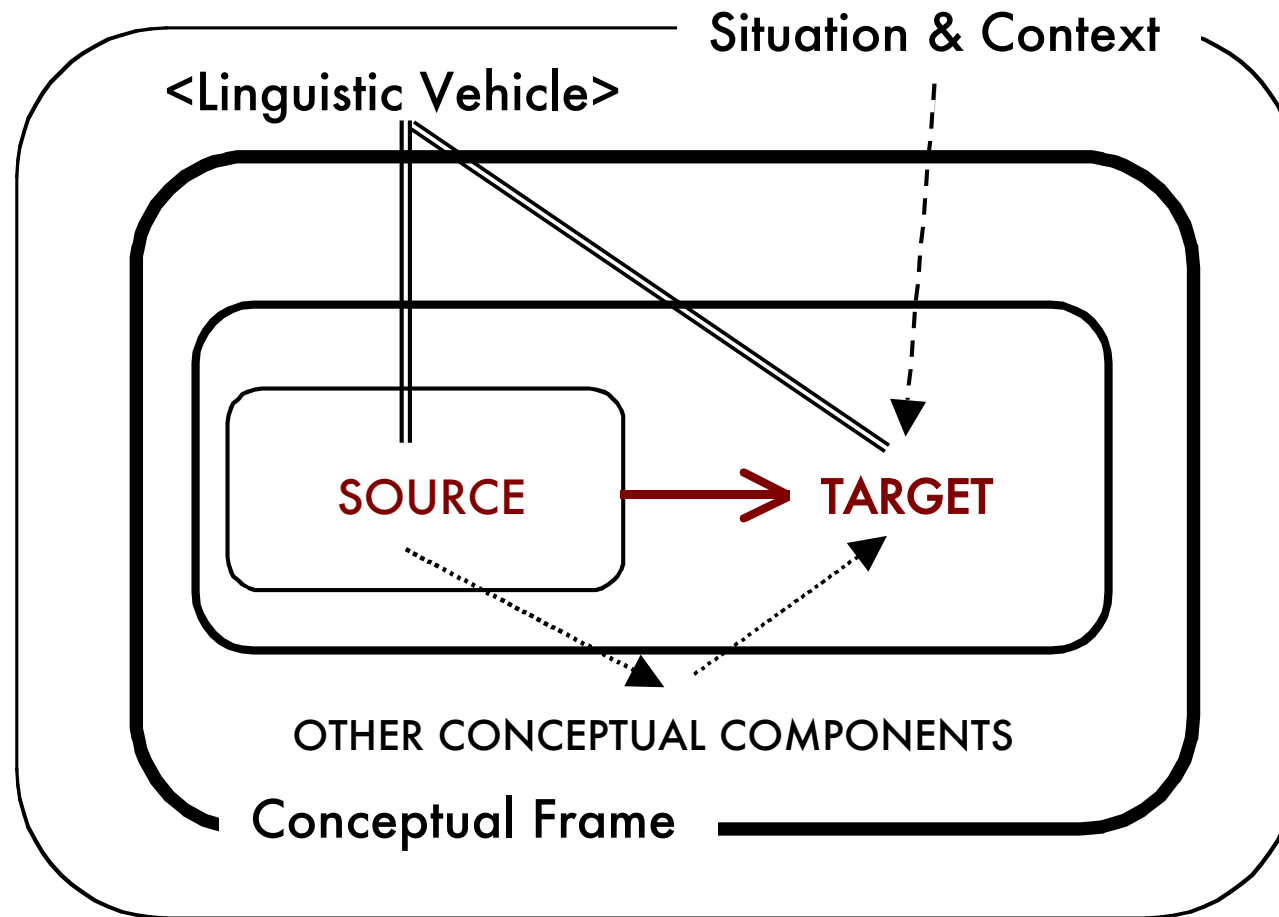 Situation & Context
<Linguistic Vehicle>
SOURCE
TARGET
OTHER CONCEPTUAL COMPONENTS
Conceptual Frame